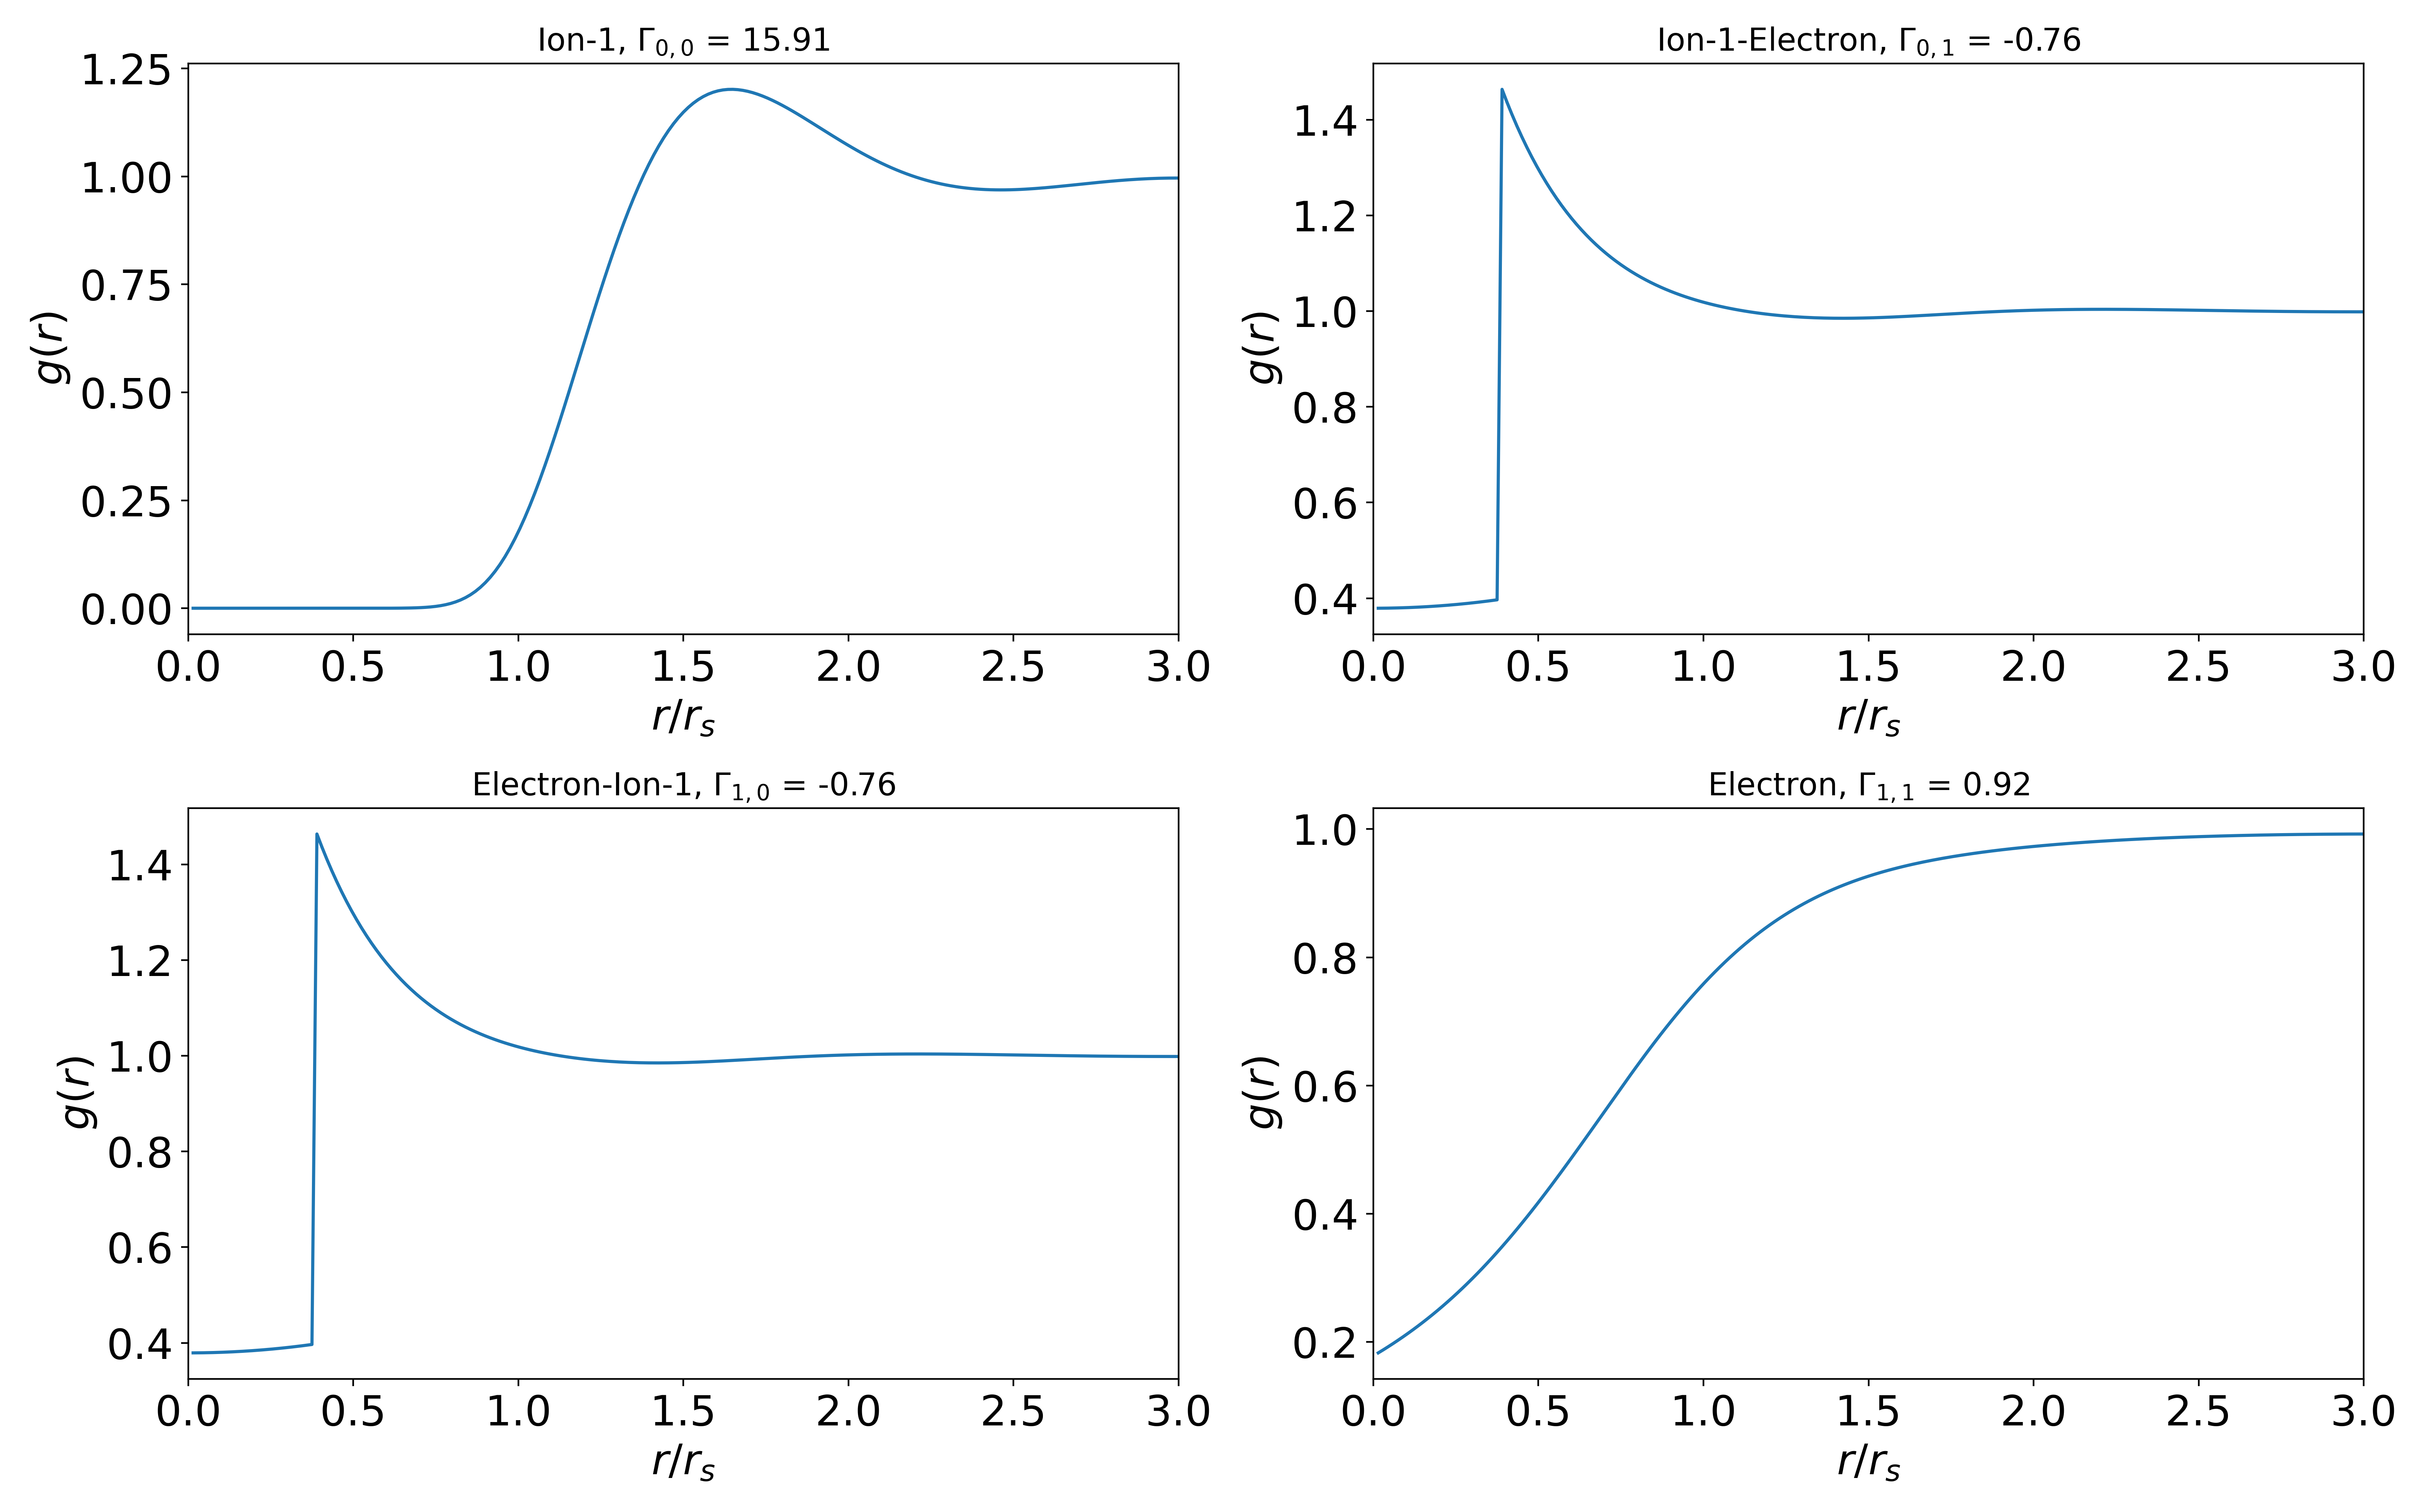 Ion-1, Γ0,0 = 15.91
1.25
1.00
0.75
0.50
0.25
0.00
g(r)
0.0 0.5 1.0 1.5 2.0 2.5 3.0
r/rs
Ion-1-Electron, Γ0,1 = -0.76
1.4
1.2
1.0
0.8
0.6
0.4
g(r)
0.0 0.5 1.0 1.5 2.0 2.5 3.0
r/rs
Electron-Ion-1, Γ1,0 = -0.76
1.4
1.2
1.0
0.8
0.6
0.4
g(r)
0.0 0.5 1.0 1.5 2.0 2.5 3.0
r/rs
Electron, Γ1,1 = 0.92
1.0
0.8
0.6
0.4
0.2
g(r)
0.0 0.5 1.0 1.5 2.0 2.5 3.0
r/rs